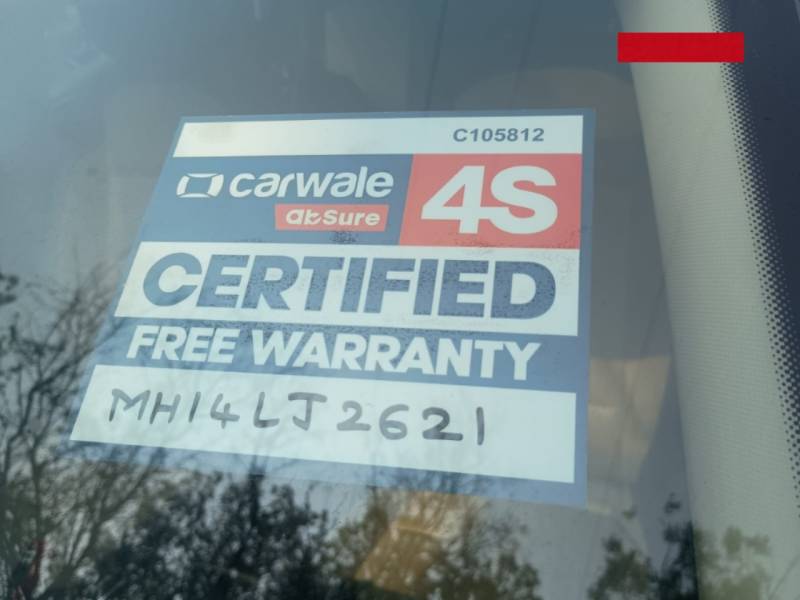 C105812
carwale 4S
abSure
CERTIFIED
FREE WARRANTY
MH14LJ2621